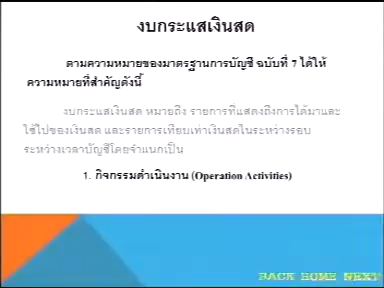 งบกระแสเงินสด
ตามความหมายของมาตรฐานการบัญชี ฉบับที่ 7 ได้ให้
ความหมายที่สำคัญดังนี้
งบกระแสเงินสด หมายถึง รายการที่แสดงถึงการได้มาและ
ใช้ไปของเงินสด และรายการเทียบเท่าเงินสดในระหว่างรอบ
ระหว่างเวลาบัญชีโดยจำแนกเป็น
1. กิจกรรมดำเนินงาน (Operation Activities)
BACK HOME NEXT